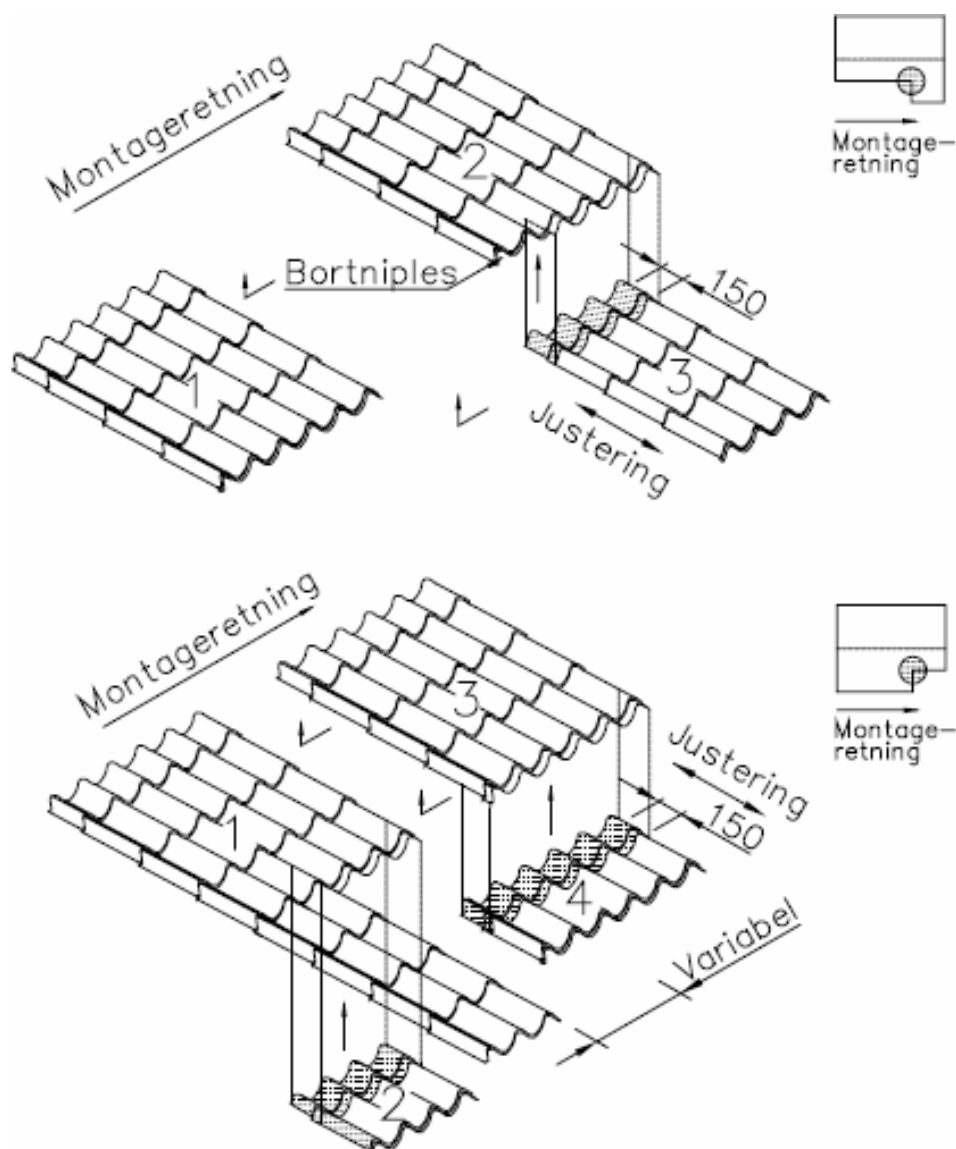 Montageretning
2
Montage-
retning
Bortniples
150
1
3
Justering
Montageretning
3
Montage-
retning
Justering
150
1
4
Variabel
2